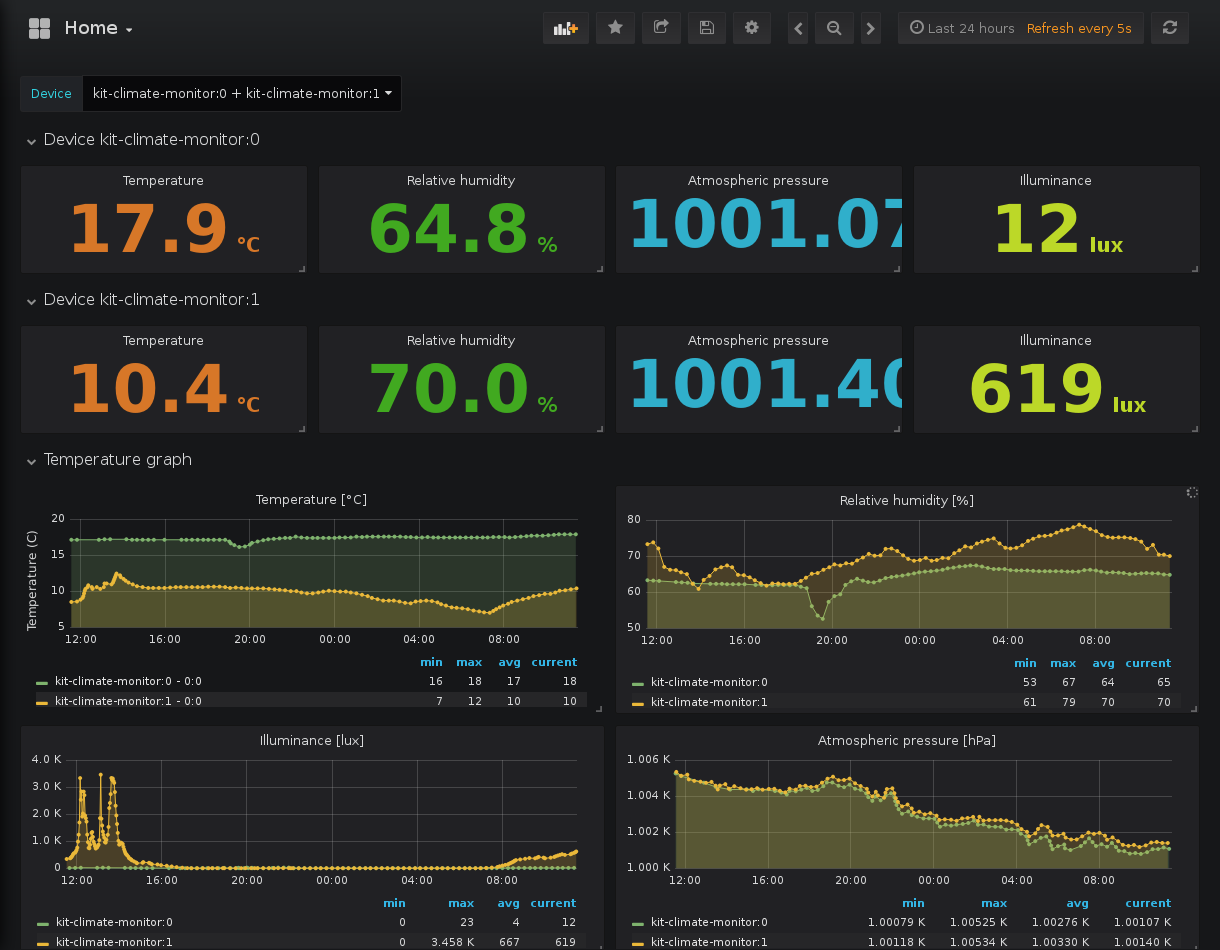 Home
Last 24 hours Refresh every 5s
Device kit-climate-monitor:0 + kit-climate-monitor:1
Device kit-climate-monitor:0
Temperature Relative humidity Atmospheric pressure Illuminance
17.9 °C 64.8 % 1001.07 12 lux
Device kit-climate-monitor:1
Temperature Relative humidity Atmospheric pressure Illuminance
10.4 °C 70.0 % 1001.40 619 lux
Temperature graph
Temperature [°C]
Temperature (C)
20
15
10
5
12:00 16:00 20:00 00:00 04:00 08:00
min max avg current
kit-climate-monitor:0 - 0:0 16 18 17 18
kit-climate-monitor:1 - 0:0 7 12 10 10
Relative humidity [%]
80
70
60
50
12:00 16:00 20:00 00:00 04:00 08:00
min max avg current
kit-climate-monitor:0 53 67 64 65
kit-climate-monitor:1 61 79 70 70
Illuminance [lux]
4.0 K
3.0 K
2.0 K
1.0 K
0
12:00 16:00 20:00 00:00 04:00 08:00
min max avg current
kit-climate-monitor:0 0 23 4 12
kit-climate-monitor:1 0 3.458 K 667 619
Atmospheric pressure [hPa]
1.006 K
1.004 K
1.002 K
1.000 K
12:00 16:00 20:00 00:00 04:00 08:00
min max avg current
kit-climate-monitor:0 1.00079 K 1.00525 K 1.00276 K 1.00107 K
kit-climate-monitor:1 1.00118 K 1.00534 K 1.00330 K 1.00140 K